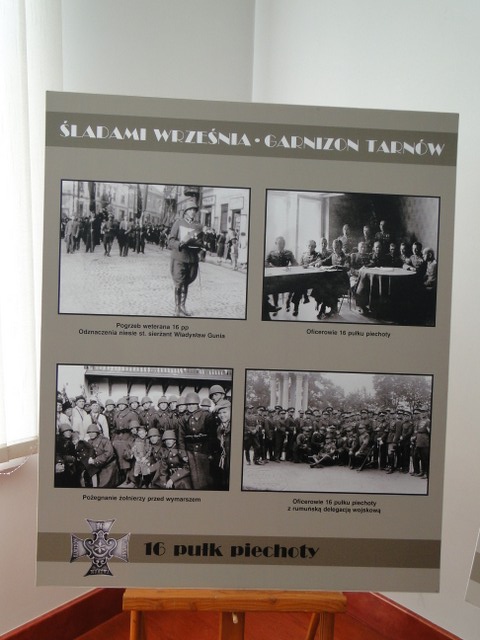 ŚLADAMI WRZEŚNIA • GARNIZON TARNÓW
Pogrzeb weterana 16 pp
Odznaczenia niesie st. sierżant Władysław Gunia
Oficerowie 16 pułku piechoty
Pożegnanie żołnierzy przed wymarszem
Oficerowie 16 pułku piechoty
z rumuńską delegacją wojskową
16 pułk piechoty